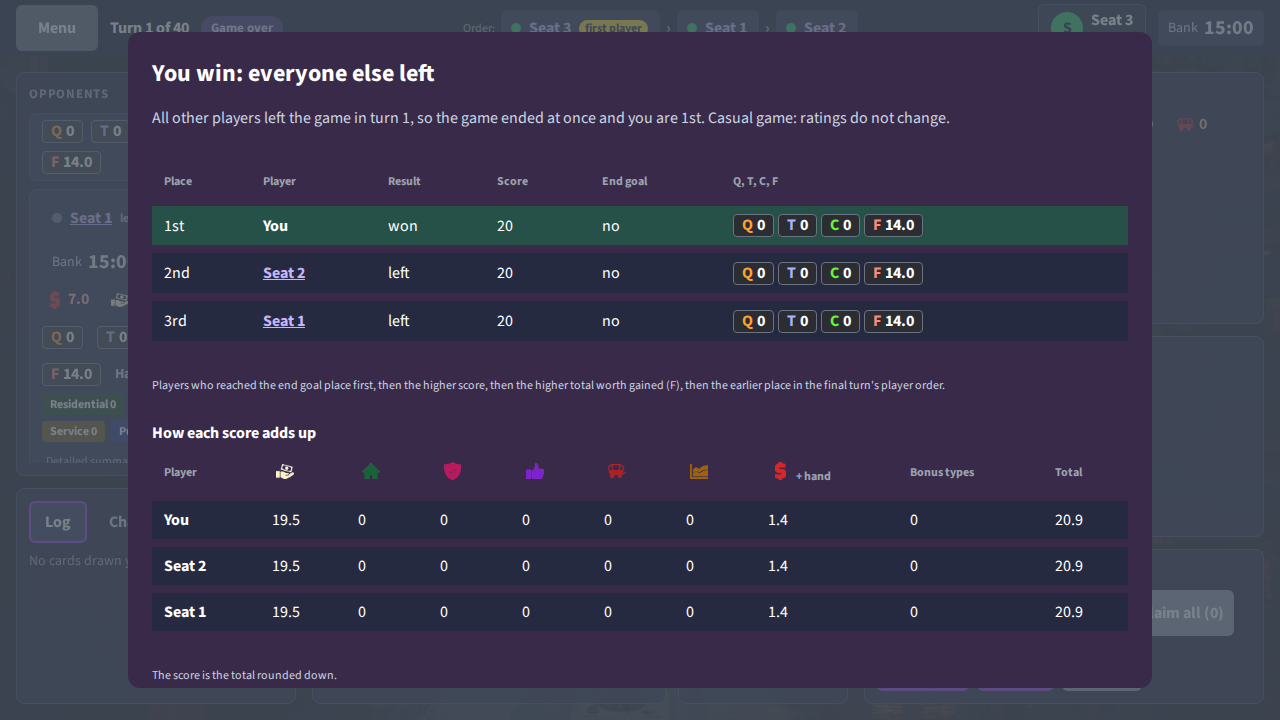 Menu
Turn 1 of 40
Game over
Order:
Seat 3
first player
›
Seat 1
›
Seat 2
S
Seat 3
Bank 15:00
OPPONENTS
Q 0
T 0
F 14.0
Seat 1
Bank 15:0
7.0
Q 0
T 0
F 14.0
Residential 0
Service 0
Log
No cards drawn
0
aim all (0)
You win: everyone else left
All other players left the game in turn 1, so the game ended at once and you are 1st. Casual game: ratings do not change.
Place Player Result Score End goal Q, T, C, F
1st You won 20 no Q 0 T 0 C 0 F 14.0
2nd Seat 2 left 20 no Q 0 T 0 C 0 F 14.0
3rd Seat 1 left 20 no Q 0 T 0 C 0 F 14.0
Players who reached the end goal place first, then the higher score, then the higher total worth gained (F), then the earlier place in the final turn's player order.
How each score adds up
Player + hand Bonus types Total
You 19.5 0 0 0 0 0 1.4 0 20.9
Seat 2 19.5 0 0 0 0 0 1.4 0 20.9
Seat 1 19.5 0 0 0 0 0 1.4 0 20.9
The score is the total rounded down.